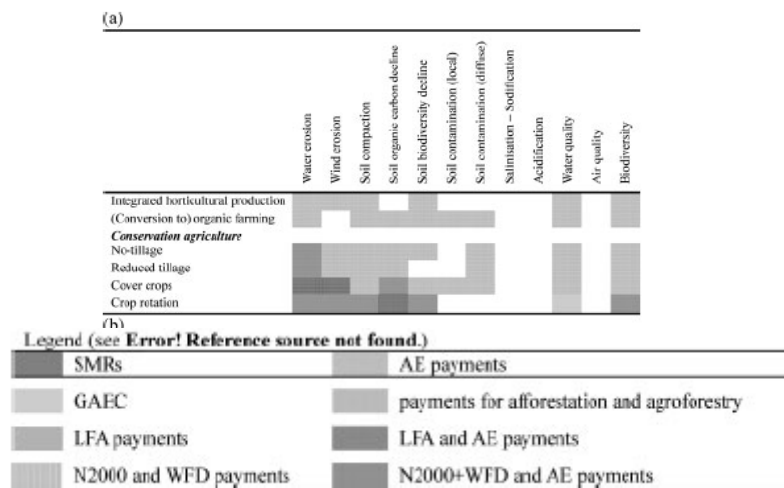 (a)
Water erosion
Wind erosion
Soil compaction
Soil organic carbon decline
Soil biodiversity decline
Soil contamination (local)
Soil contamination (diffuse)
Salinisation – Sodification
Acidification
Water quality
Air quality
Biodiversity
Integrated horticultural production
(Conversion to) organic farming
Conservation agriculture
No-tillage
Reduced tillage
Cover crops
Crop rotation
(b)
Legend (see Error! Reference source not found.)
SMRs AE payments
GAEC payments for afforestation and agroforestry
LFA payments LFA and AE payments
N2000 and WFD payments N2000+WFD and AE payments